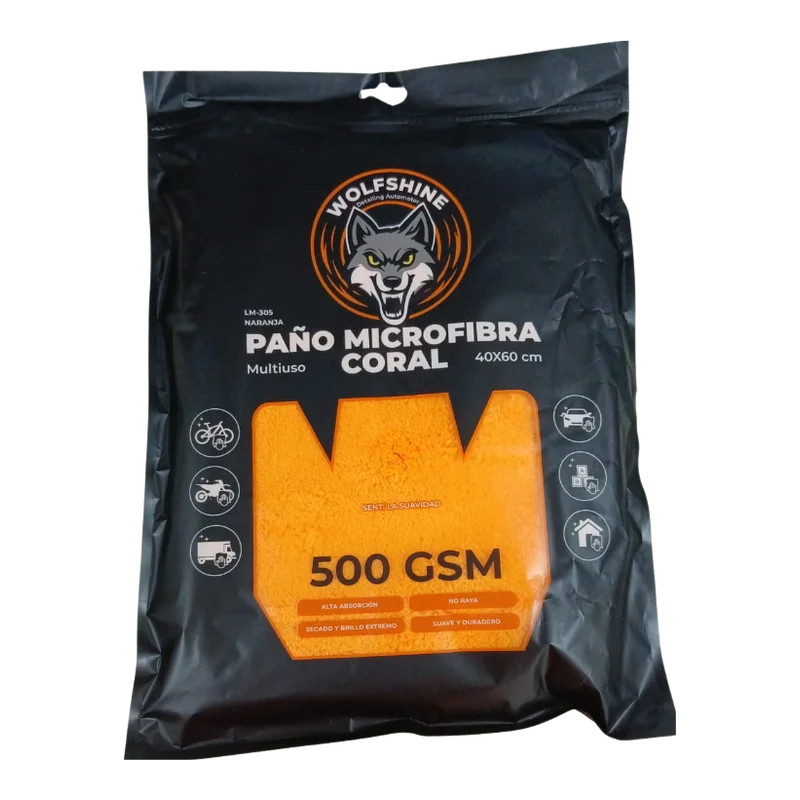 WOLFSHINE
Detailing Automotor
LM-305
NARANJA
PAÑO MICROFIBRA
CORAL
Multiuso
40X60 cm
SENTÍ LA SUAVIDAD
500 GSM
ALTA ABSORCIÓN
NO RAYA
SECADO Y BRILLO EXTREMO
SUAVE Y DURADERO